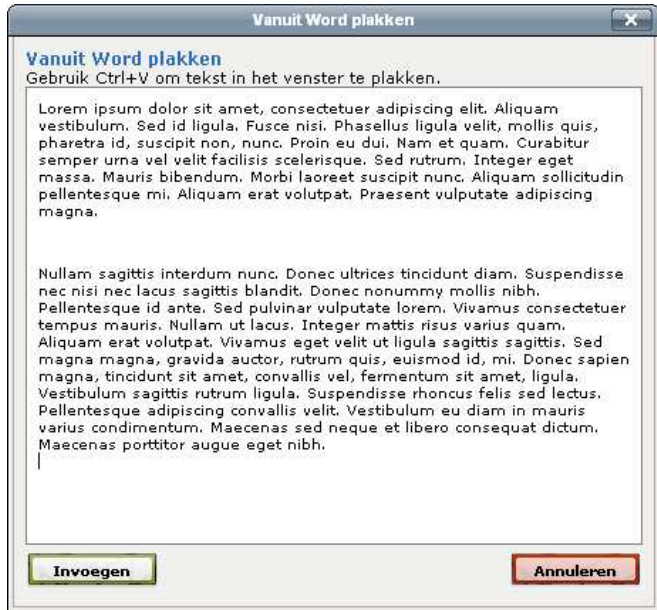 Vanuit Word plakken
X
Vanuit Word plakken
Gebruik Ctrl+V om tekst in het venster te plakken.
Lorem ipsum dolor sit amet, consectetuer adipiscing elit. Aliquam
vestibulum. Sed id ligula. Fusce nisi. Phasellus ligula velit, mollis quis,
pharetra id, suscipit non, nunc. Proin eu dui. Nam et quam. Curabitur
semper urna vel velit facilisis scelerisque. Sed rutrum. Integer eget
massa. Mauris bibendum. Morbi laoreet suscipit nunc. Aliquam sollicitudin
pellentesque mi. Aliquam erat volutpat. Praesent vulputate adipiscing
magna.
Nullam sagittis interdum nunc. Donec ultrices tincidunt diam. Suspendisse
nec nisi nec lacus sagittis blandit. Donec nonummy mollis nibh.
Pellentesque id ante. Sed pulvinar vulputate lorem. Vivamus consectetuer
tempus mauris. Nullam ut lacus. Integer mattis risus varius quam.
Aliquam erat volutpat. Vivamus eget velit ut ligula sagittis sagittis. Sed
magna magna, gravida auctor, rutrum quis, euismod id, mi. Donec sapien
magna, tincidunt sit amet, convallis vel, fermentum sit amet, ligula.
Vestibulum sagittis rutrum ligula. Suspendisse rhoncus felis sed lectus.
Pellentesque adipiscing convallis velit. Vestibulum eu diam in mauris
varius condimentum. Maecenas sed neque et libero consequat dictum.
Maecenas porttitor augue eget nibh.
Invoegen
Annuleren